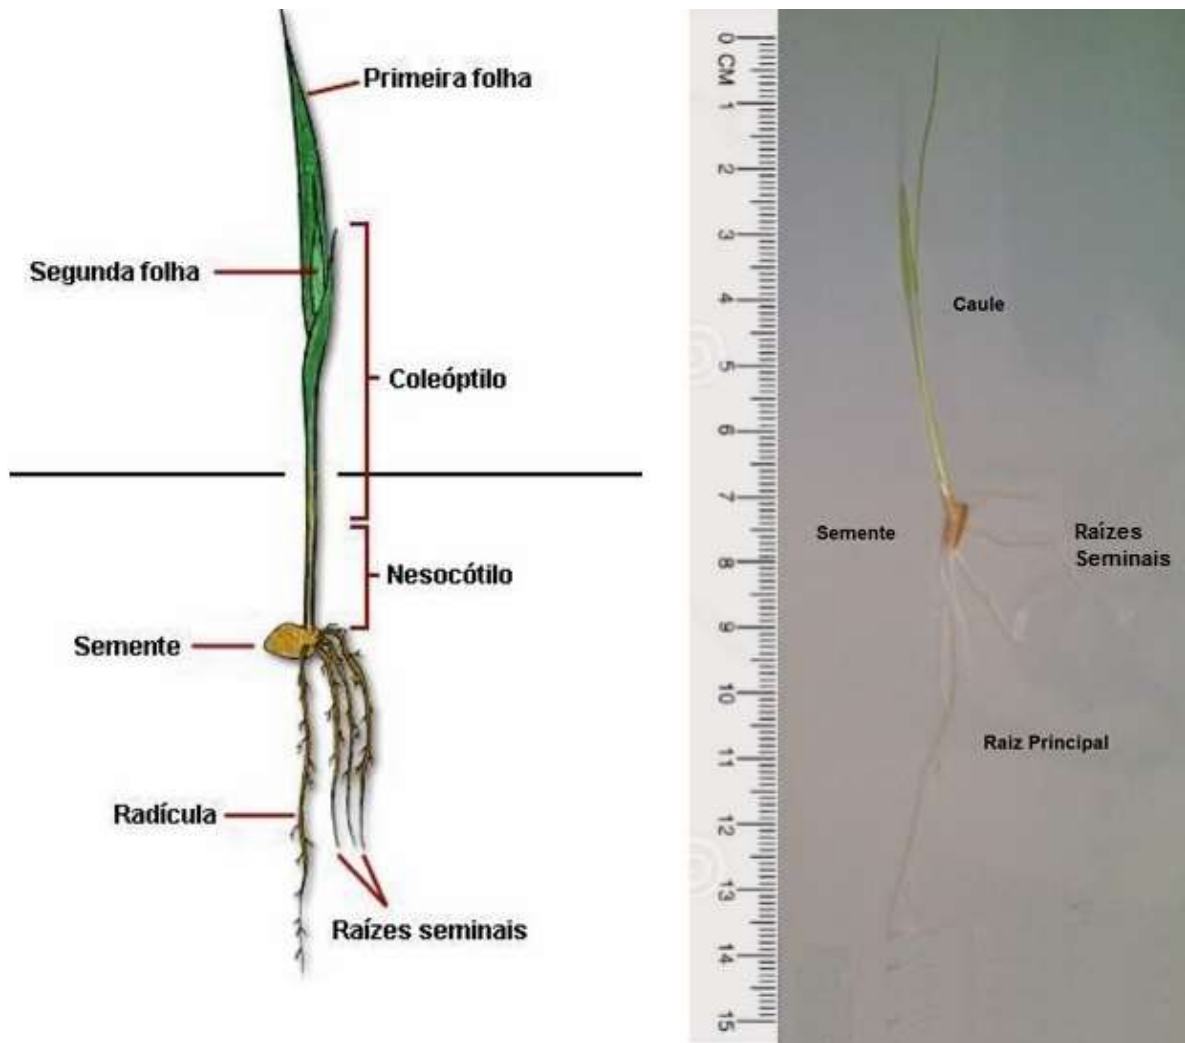 Primeira folha
Segunda folha
Coleóptilo
Nesocótilo
Semente
Radícula
Raízes seminais
0 CM
1
2
3
4
5
6
7
8
9
10
11
12
13
14
15
Caule
Semente
Raízes
Seminais
Raiz Principal